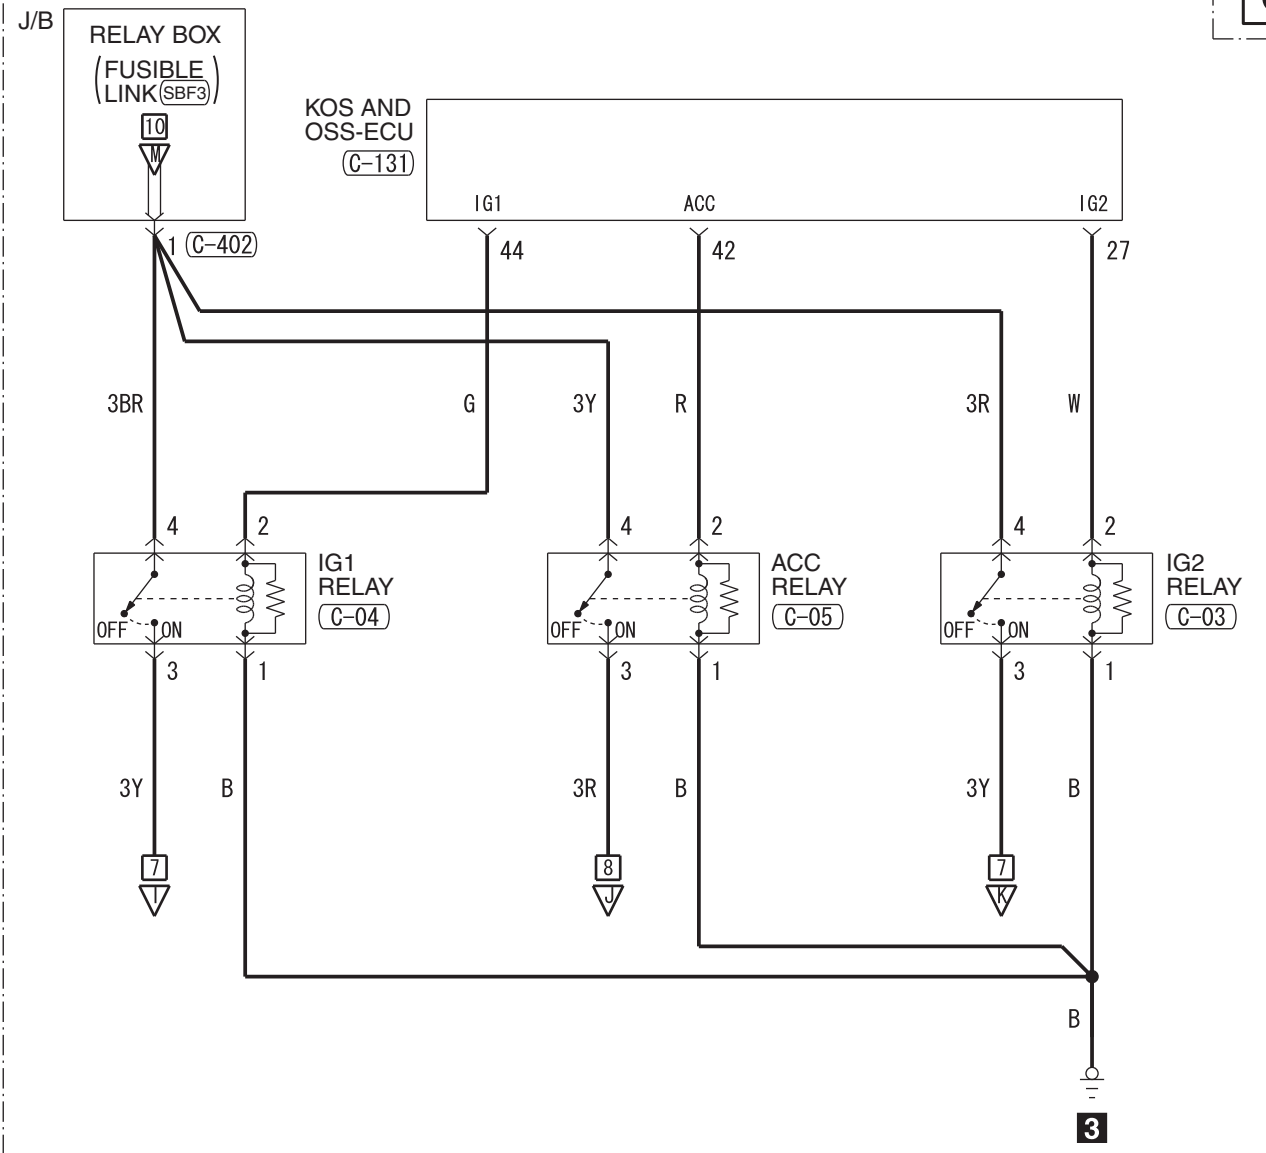 J/B
RELAY BOX
(FUSIBLE
LINK SBF3)
10
M
1 C-402
KOS AND
OSS-ECU
C-131
IG1 ACC IG2
44 42 27
3BR G 3Y R 3R W
4 2 4 2 4 2
IG1
RELAY
C-04
OFF ON
ACC
RELAY
C-05
OFF ON
IG2
RELAY
C-03
OFF ON
3 1 3 1 3 1
3Y B 3R B 3Y B
7 8 7
I J K
B
3